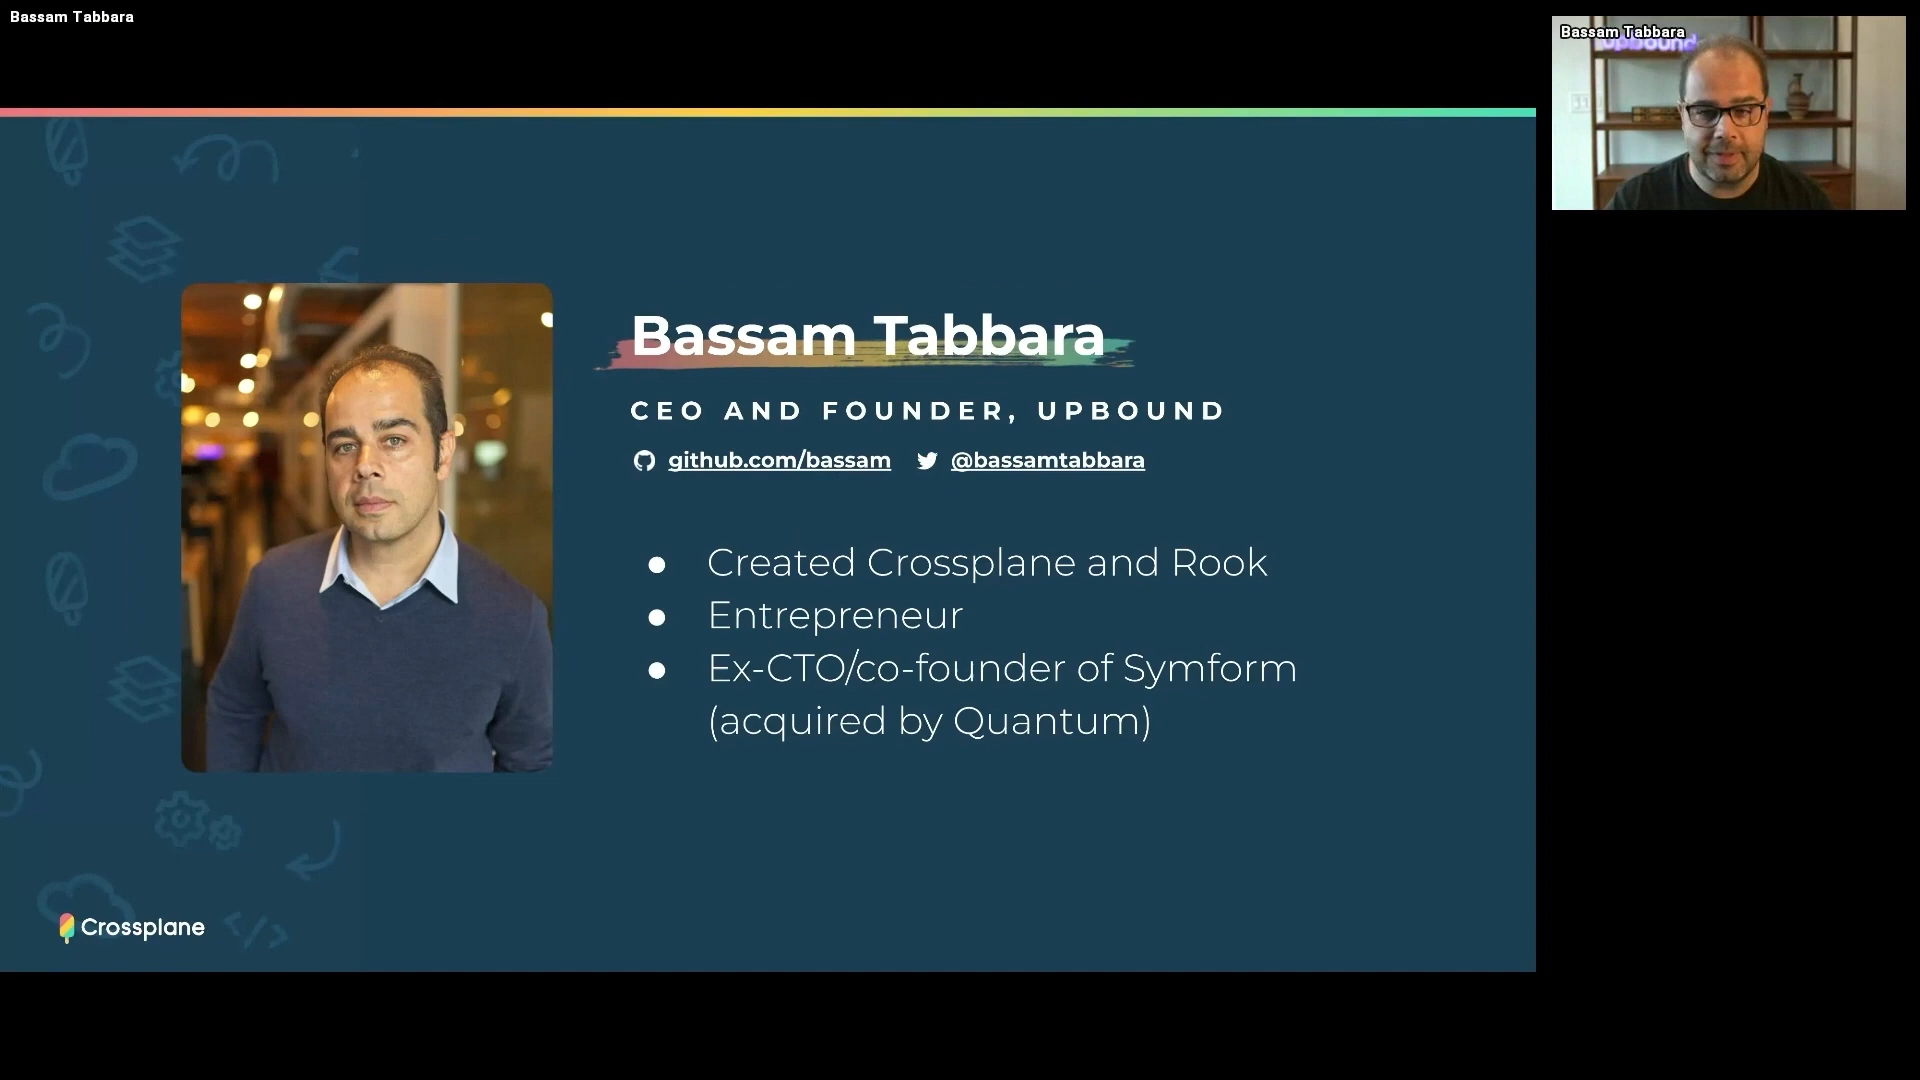 Bassam Tabbara
Bassam Tabbara
upbound
Bassam Tabbara
CEO AND FOUNDER, UPBOUND
github.com/bassam @bassamtabbara
● Created Crossplane and Rook
● Entrepreneur
● Ex-CTO/co-founder of Symform
(acquired by Quantum)
Crossplane